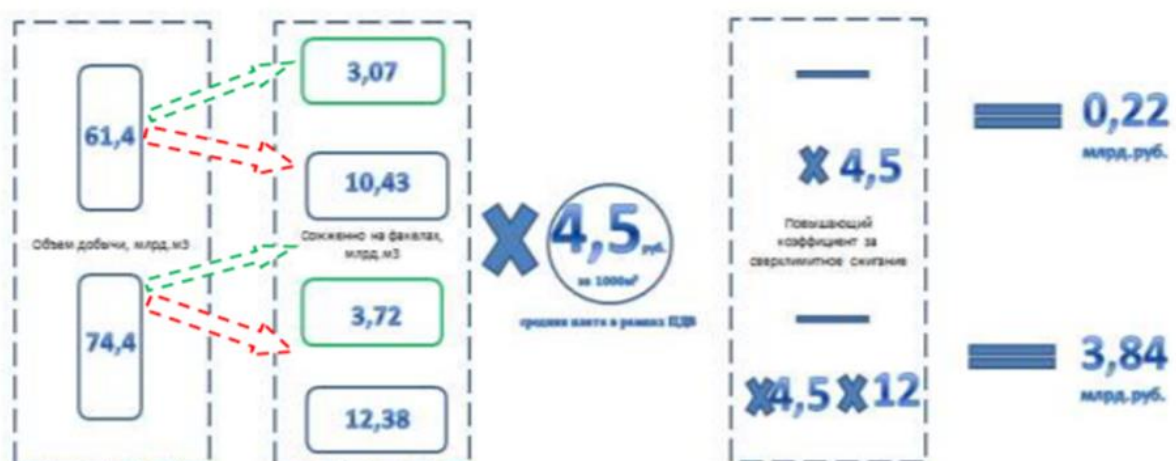 61,4
Объем добычи, млрд.м3
74,4
3,07
10,43
Сожженно на факелах,
млрд.м3
3,72
12,38
4,5 руб.
за 1000м³
средняя плата в рамках ПДВ
4,5
Повышающий
коэффициент за
сверхлимитное сжигание
4,5 12
0,22
млрд.руб.
3,84
млрд.руб.